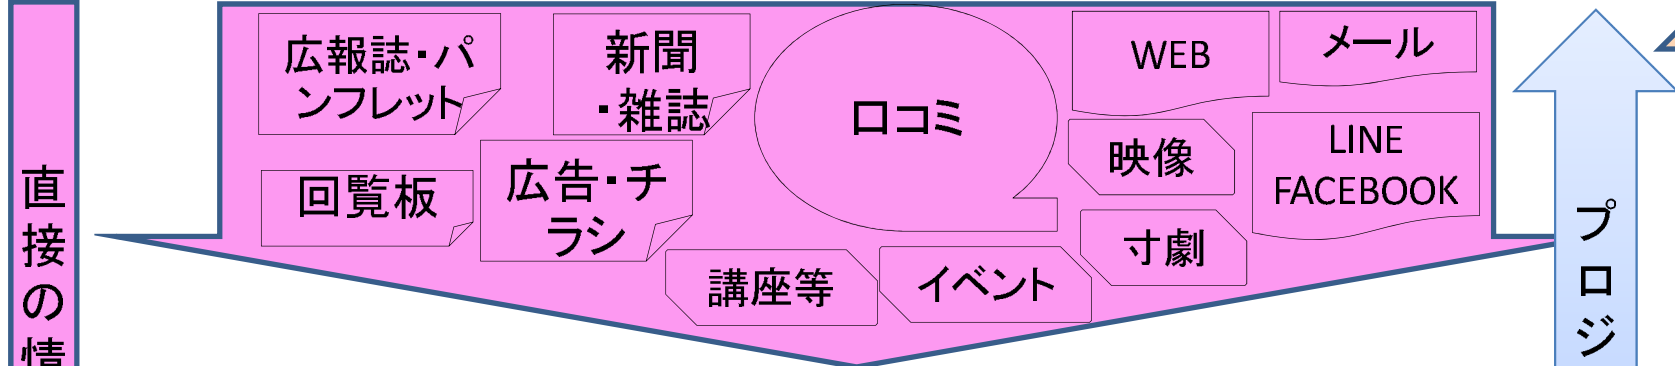 直接の情
広報誌・パ
ンフレット
新聞
・雑誌
口コミ
WEB
メール
回覧板
広告・チ
ラシ
映像
LINE
FACEBOOK
講座等
イベント
寸劇
プロジ